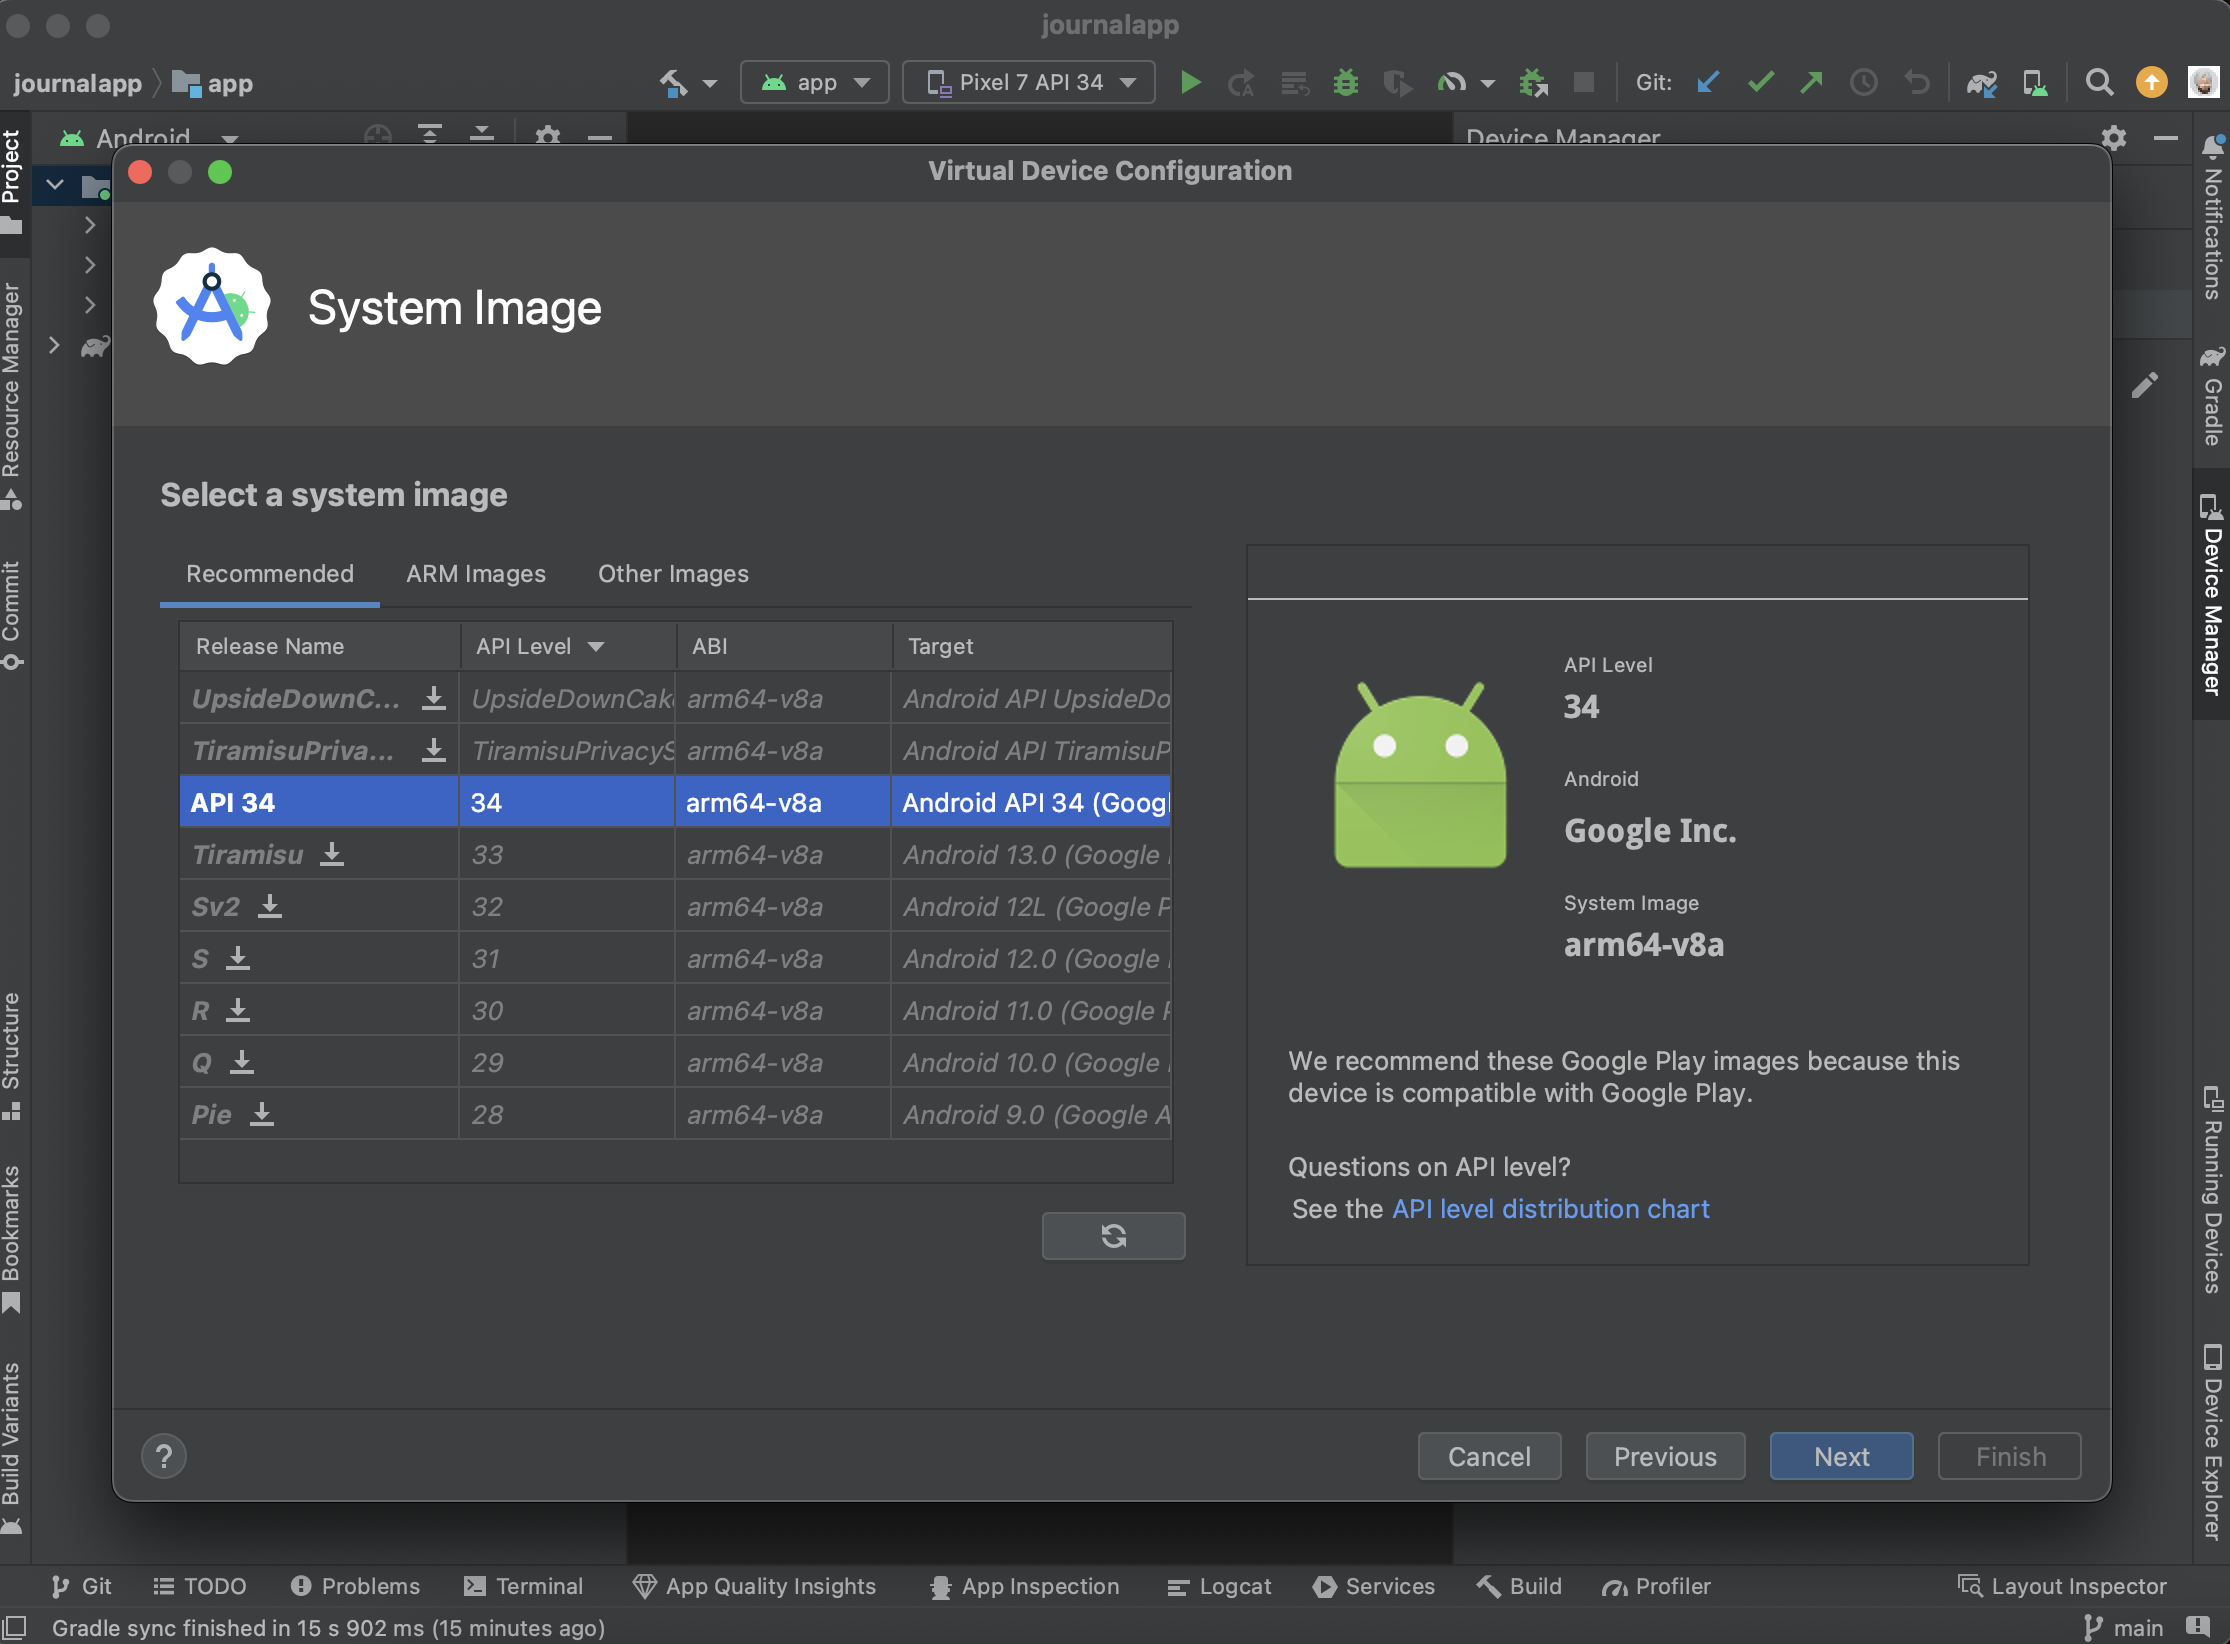 journalapp
journalapp
app
app
Pixel 7 API 34
Git:
Android
Device Manager
Project
Resource Manager
Commit
Structure
Bookmarks
Build Variants
Virtual Device Configuration
System Image
Select a system image
Recommended
ARM Images
Other Images
Release Name API Level ABI Target
UpsideDownC... UpsideDownCake arm64-v8a Android API UpsideDo
TiramisuPriva... TiramisuPrivacyS arm64-v8a Android API TiramisuP
API 34 34 arm64-v8a Android API 34 (Googl
Tiramisu 33 arm64-v8a Android 13.0 (Google
Sv2 32 arm64-v8a Android 12L (Google P
S 31 arm64-v8a Android 12.0 (Google
R 30 arm64-v8a Android 11.0 (Google P
Q 29 arm64-v8a Android 10.0 (Google
Pie 28 arm64-v8a Android 9.0 (Google A
API Level
34
Android
Google Inc.
System Image
arm64-v8a
We recommend these Google Play images because this
device is compatible with Google Play.
Questions on API level?
See the API level distribution chart
?
Cancel
Previous
Next
Finish
Notifications
Gradle
Device Manager
Running Devices
Device Explorer
Git
TODO
Problems
Terminal
App Quality Insights
App Inspection
Logcat
Services
Build
Profiler
Layout Inspector
Gradle sync finished in 15 s 902 ms (15 minutes ago)
main